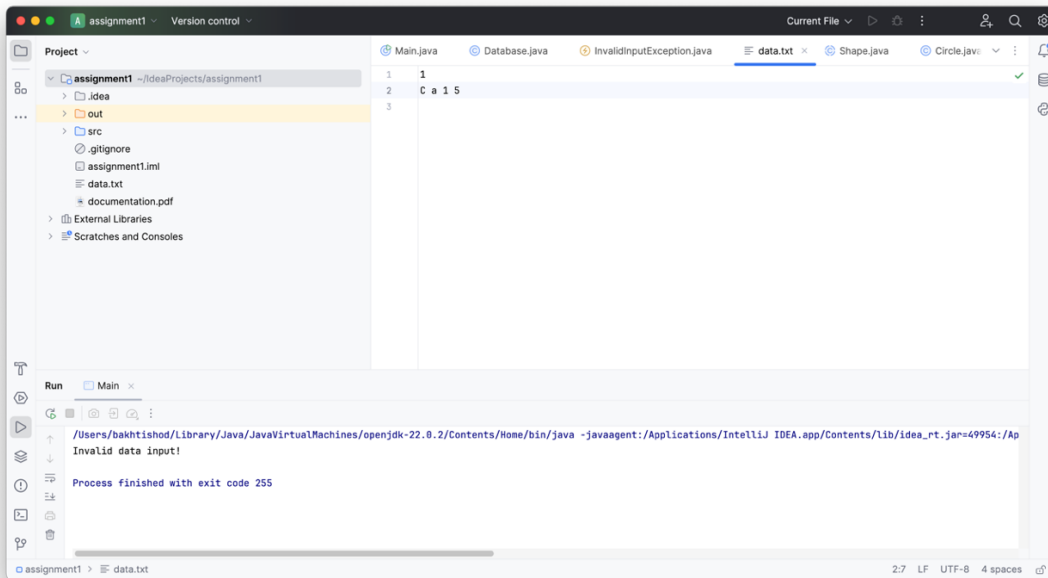 A assignment1 Version control Current File
Project
Main.java Database.java InvalidInputException.java data.txt Shape.java Circle.java
assignment1 ~/IdeaProjects/assignment1
.idea
out
src
.gitignore
assignment1.iml
data.txt
documentation.pdf
External Libraries
Scratches and Consoles
1 1
2 C a 1 5
3
Run Main
/Users/bakhtishod/Library/Java/JavaVirtualMachines/openjdk-22.0.2/Contents/Home/bin/java -javaagent:/Applications/IntelliJ IDEA.app/Contents/lib/idea_rt.jar=49954:/Ap
Invalid data input!
Process finished with exit code 255
assignment1 > data.txt 2:7 LF UTF-8 4 spaces